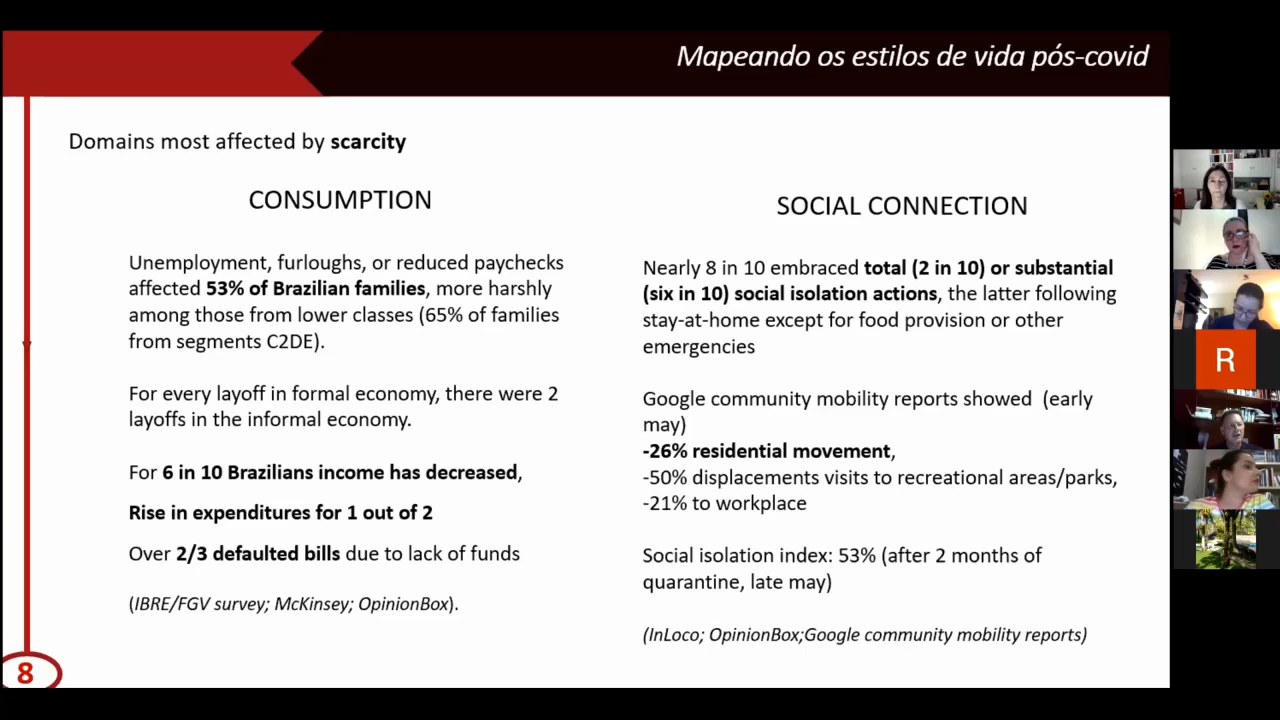 Mapeando os estilos de vida pós-covid
Domains most affected by scarcity
CONSUMPTION
Unemployment, furloughs, or reduced paychecks
affected 53% of Brazilian families, more harshly
among those from lower classes (65% of families
from segments C2DE).
For every layoff in formal economy, there were 2
layoffs in the informal economy.
For 6 in 10 Brazilians income has decreased,
Rise in expenditures for 1 out of 2
Over 2/3 defaulted bills due to lack of funds
(IBRE/FGV survey; McKinsey; OpinionBox).
SOCIAL CONNECTION
Nearly 8 in 10 embraced total (2 in 10) or substantial
(six in 10) social isolation actions, the latter following
stay-at-home except for food provision or other
emergencies
Google community mobility reports showed (early
may)
-26% residential movement,
-50% displacements visits to recreational areas/parks,
-21% to workplace
Social isolation index: 53% (after 2 months of
quarantine, late may)
(InLoco; OpinionBox;Google community mobility reports)
8
R